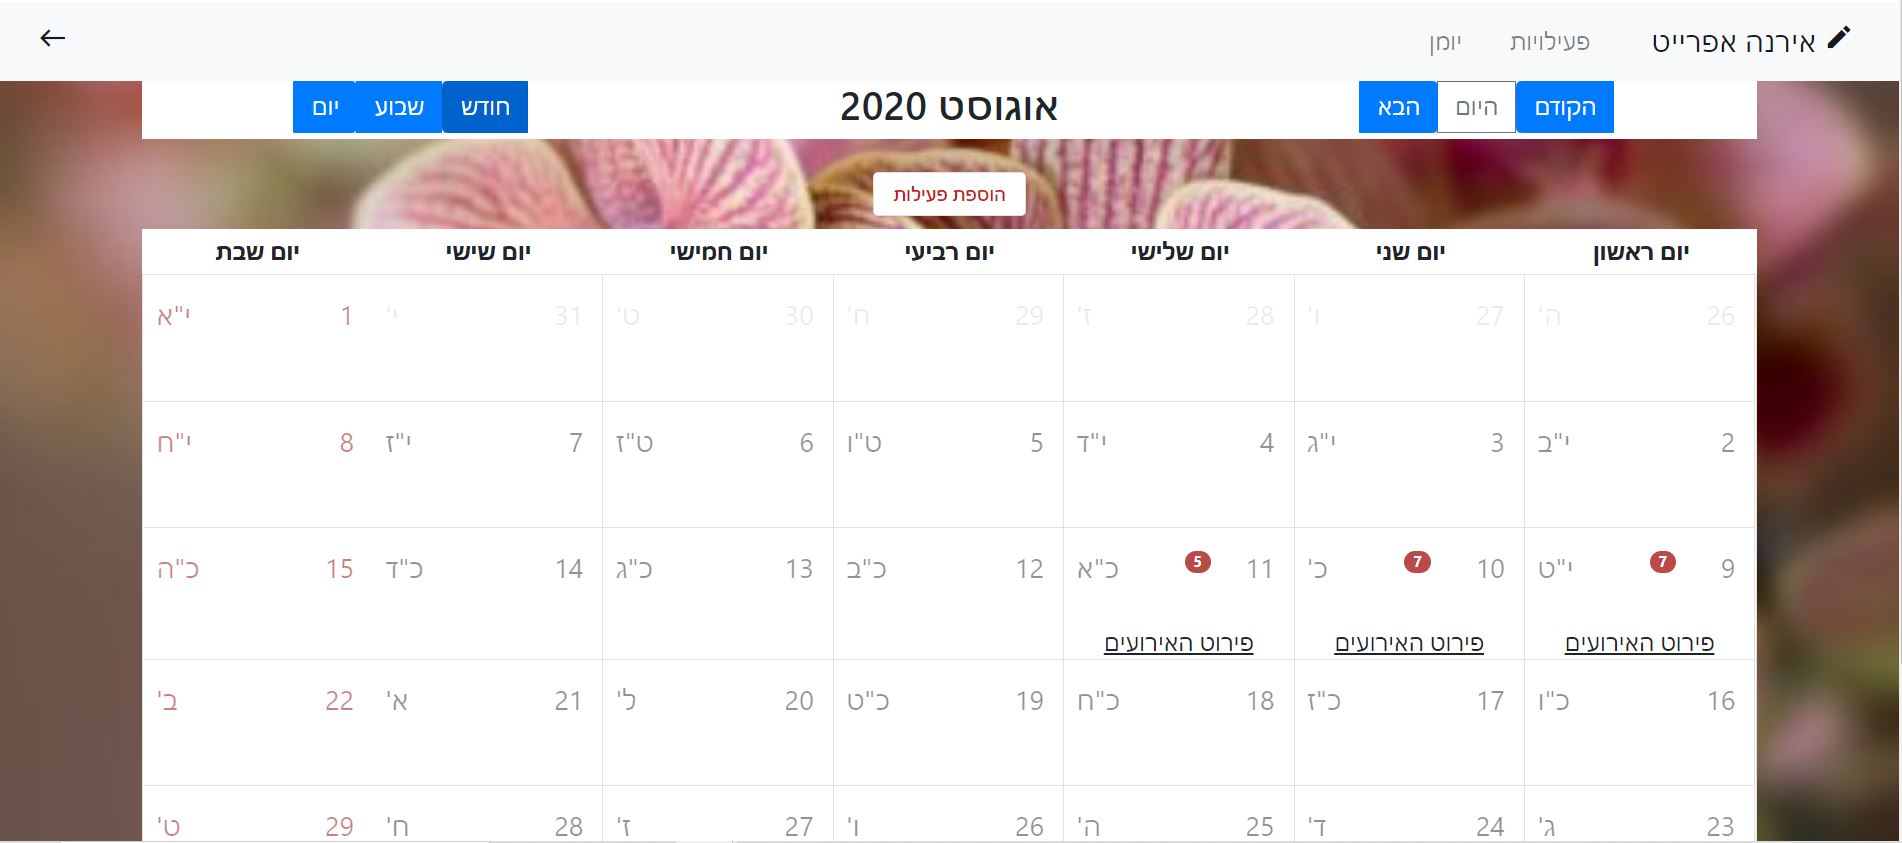 אירנה אפרייט פעילויות יומן
הקודם היום הבא אוגוסט 2020 חודש שבוע יום
הוספת פעילות
יום ראשון יום שני יום שלישי יום רביעי יום חמישי יום שישי יום שבת
26 ה' 27 ו' 28 ז' 29 ח' 30 ט' 31 י' 1 י"א
2 י"ב 3 י"ג 4 י"ד 5 ט"ו 6 ט"ז 7 י"ז 8 י"ח
9 7 י"ט 10 7 כ' 11 5 כ"א 12 כ"ב 13 כ"ג 14 כ"ד 15 כ"ה
פירוט האירועים פירוט האירועים פירוט האירועים
16 כ"ו 17 כ"ז 18 כ"ח 19 כ"ט 20 ל' 21 א' 22 ב'
23 ג' 24 ד' 25 ה' 26 ו' 27 ז' 28 ח' 29 ט'